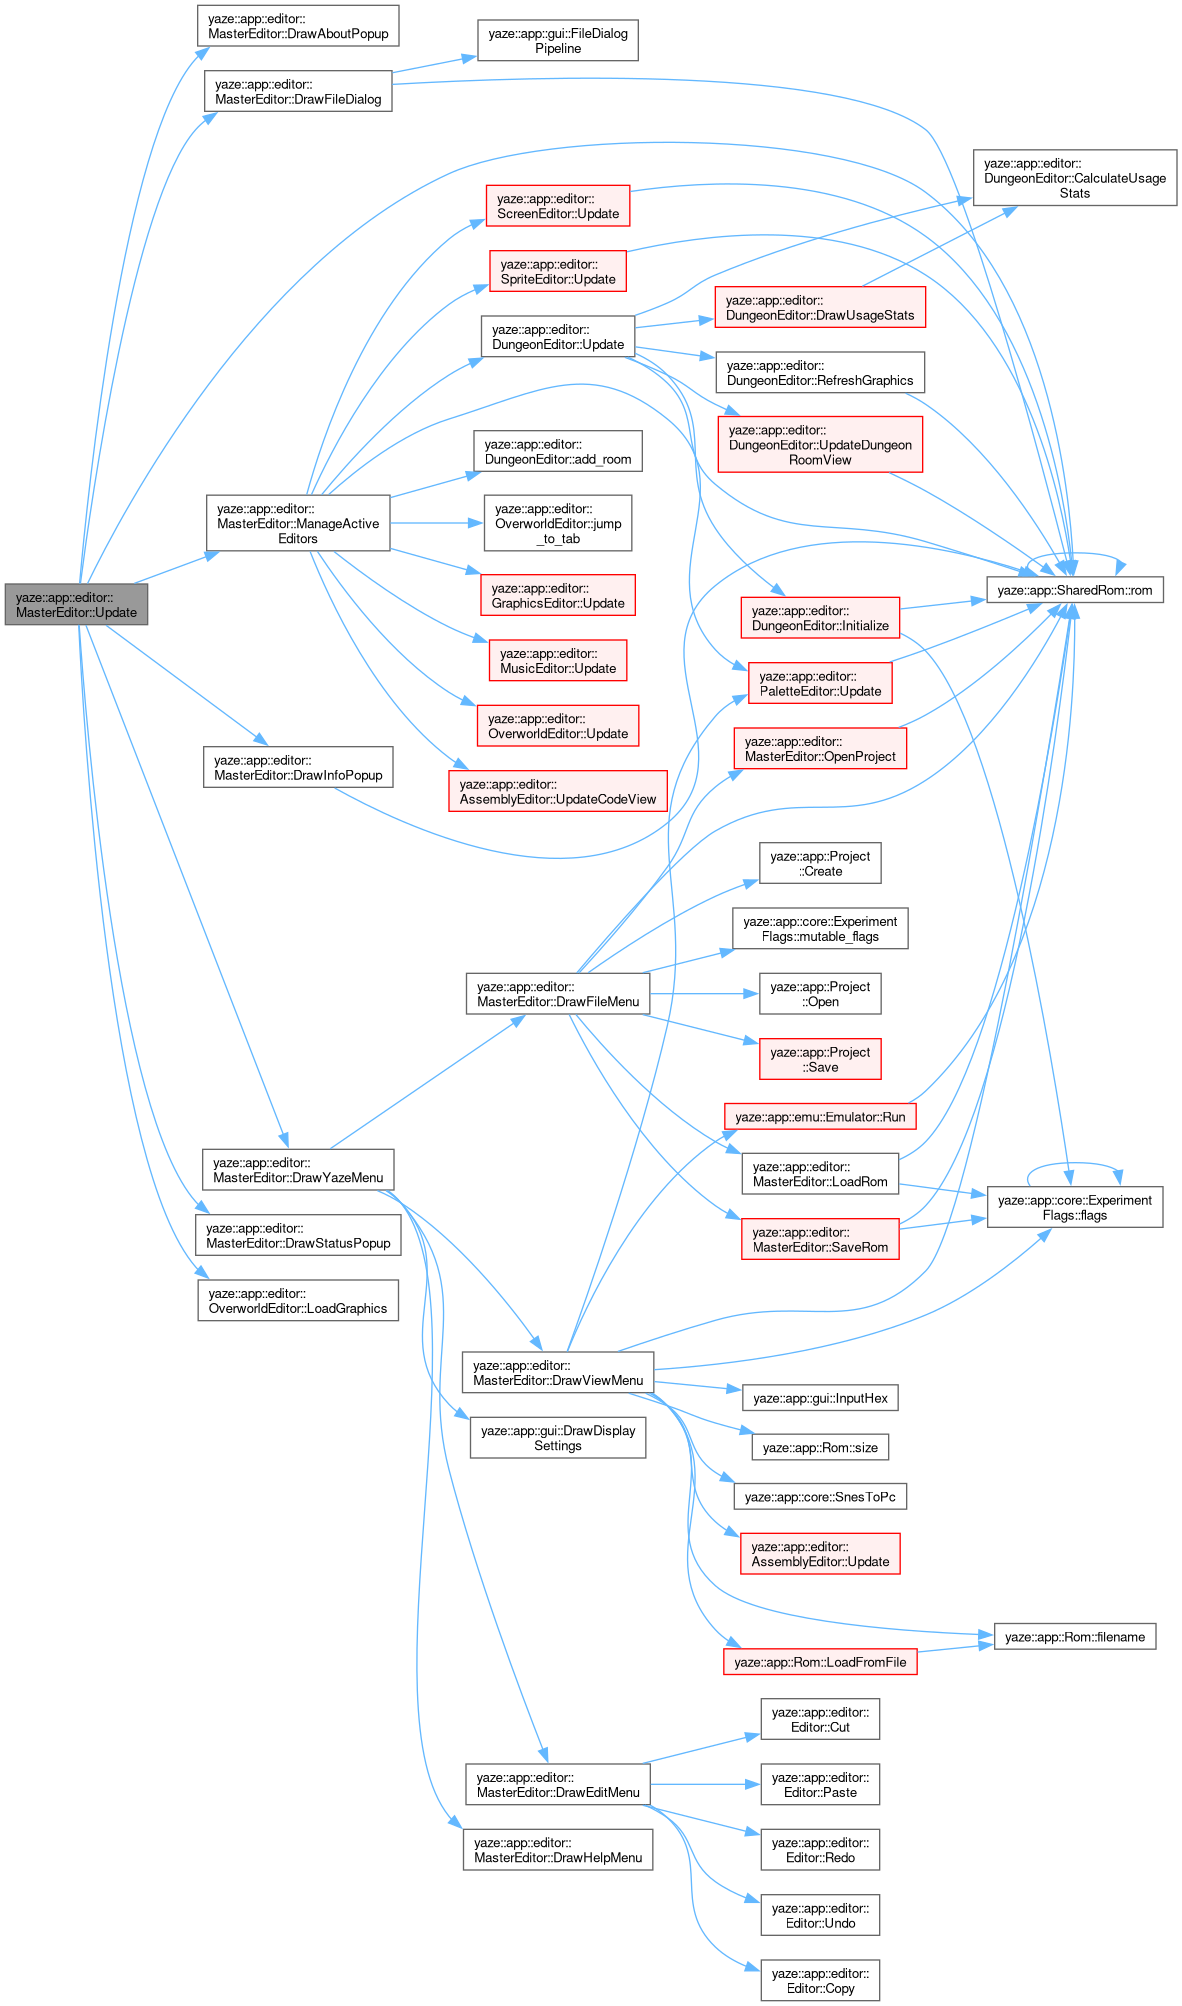 yaze::app::editor::
MasterEditor::DrawAboutPopup
yaze::app::gui::FileDialog
Pipeline
yaze::app::editor::
MasterEditor::DrawFileDialog
yaze::app::editor::
DungeonEditor::CalculateUsage
Stats
yaze::app::editor::
ScreenEditor::Update
yaze::app::editor::
SpriteEditor::Update
yaze::app::editor::
DungeonEditor::DrawUsageStats
yaze::app::editor::
DungeonEditor::Update
yaze::app::editor::
DungeonEditor::RefreshGraphics
yaze::app::editor::
DungeonEditor::UpdateDungeon
RoomView
yaze::app::editor::
DungeonEditor::add_room
yaze::app::editor::
MasterEditor::ManageActive
Editors
yaze::app::editor::
OverworldEditor::jump
_to_tab
yaze::app::editor::
MasterEditor::Update
yaze::app::editor::
GraphicsEditor::Update
yaze::app::editor::
DungeonEditor::Initialize
yaze::app::SharedRom::rom
yaze::app::editor::
MusicEditor::Update
yaze::app::editor::
PaletteEditor::Update
yaze::app::editor::
OverworldEditor::Update
yaze::app::editor::
MasterEditor::OpenProject
yaze::app::editor::
MasterEditor::DrawInfoPopup
yaze::app::editor::
AssemblyEditor::UpdateCodeView
yaze::app::Project
::Create
yaze::app::core::Experiment
Flags::mutable_flags
yaze::app::editor::
MasterEditor::DrawFileMenu
yaze::app::Project
::Open
yaze::app::Project
::Save
yaze::app::emu::Emulator::Run
yaze::app::editor::
MasterEditor::DrawYazeMenu
yaze::app::editor::
MasterEditor::LoadRom
yaze::app::core::Experiment
Flags::flags
yaze::app::editor::
MasterEditor::DrawStatusPopup
yaze::app::editor::
MasterEditor::SaveRom
yaze::app::editor::
OverworldEditor::LoadGraphics
yaze::app::editor::
MasterEditor::DrawViewMenu
yaze::app::gui::InputHex
yaze::app::gui::DrawDisplay
Settings
yaze::app::Rom::size
yaze::app::core::SnesToPc
yaze::app::editor::
AssemblyEditor::Update
yaze::app::Rom::filename
yaze::app::Rom::LoadFromFile
yaze::app::editor::
Editor::Cut
yaze::app::editor::
MasterEditor::DrawEditMenu
yaze::app::editor::
Editor::Paste
yaze::app::editor::
MasterEditor::DrawHelpMenu
yaze::app::editor::
Editor::Redo
yaze::app::editor::
Editor::Undo
yaze::app::editor::
Editor::Copy